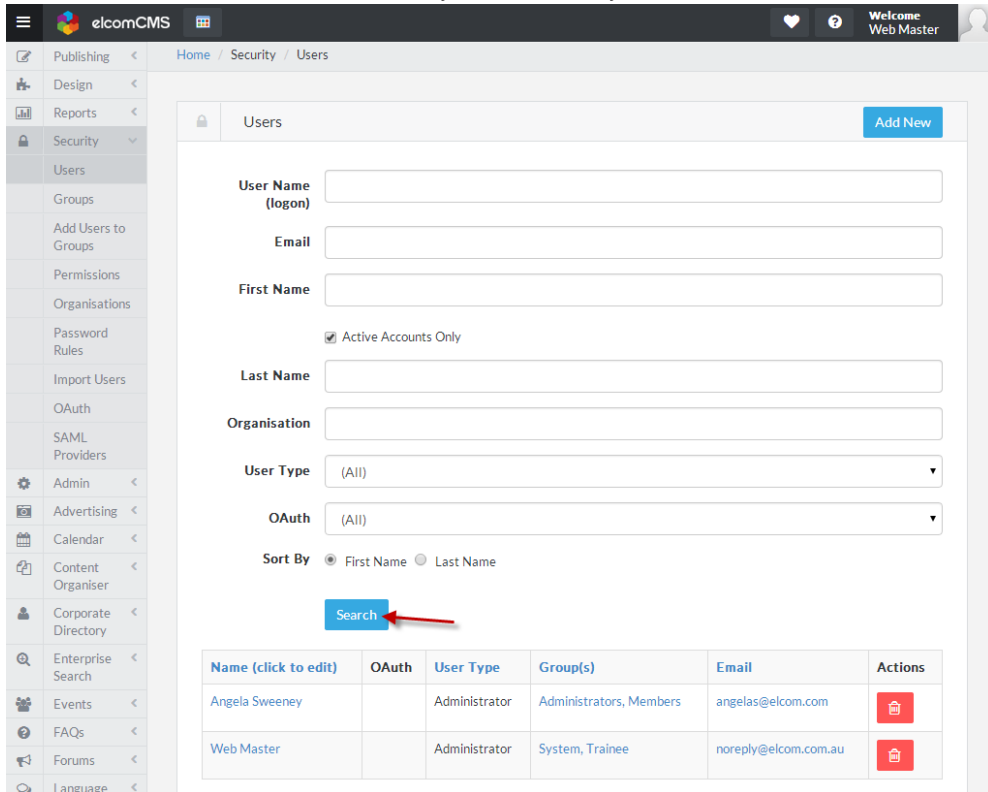 elcomCMS
Welcome
Web Master
Publishing
Design
Reports
Security
Users
Groups
Add Users to
Groups
Permissions
Organisations
Password
Rules
Import Users
OAuth
SAML
Providers
Admin
Advertising
Calendar
Content
Organiser
Corporate
Directory
Enterprise
Search
Events
FAQs
Forums
Language
Home / Security / Users
Users
Add New
User Name
(logon)
Email
First Name
Active Accounts Only
Last Name
Organisation
User Type (All)
OAuth (All)
Sort By First Name Last Name
Search
Name (click to edit) OAuth User Type Group(s) Email Actions
Angela Sweeney Administrator Administrators, Members angelas@elcom.com
Web Master Administrator System, Trainee noreply@elcom.com.au